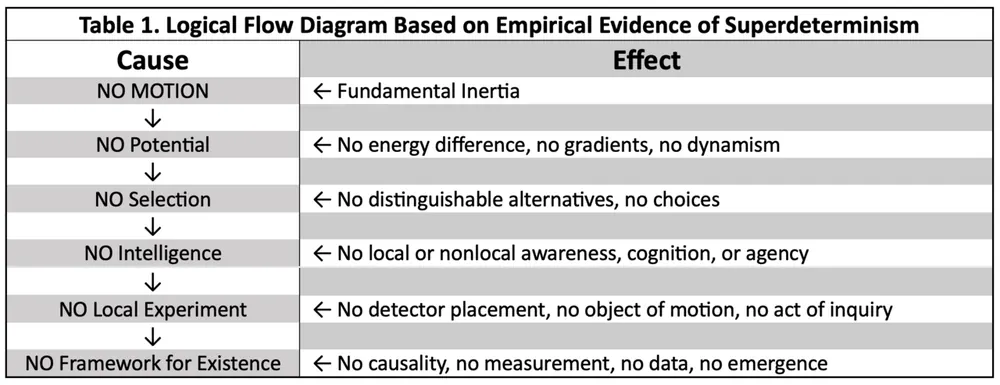 Table 1. Logical Flow Diagram Based on Empirical Evidence of Superdeterminism
Cause Effect
NO MOTION ← Fundamental Inertia
↓
NO Potential ← No energy difference, no gradients, no dynamism
↓
NO Selection ← No distinguishable alternatives, no choices
↓
NO Intelligence ← No local or nonlocal awareness, cognition, or agency
↓
NO Local Experiment ← No detector placement, no object of motion, no act of inquiry
↓
NO Framework for Existence ← No causality, no measurement, no data, no emergence